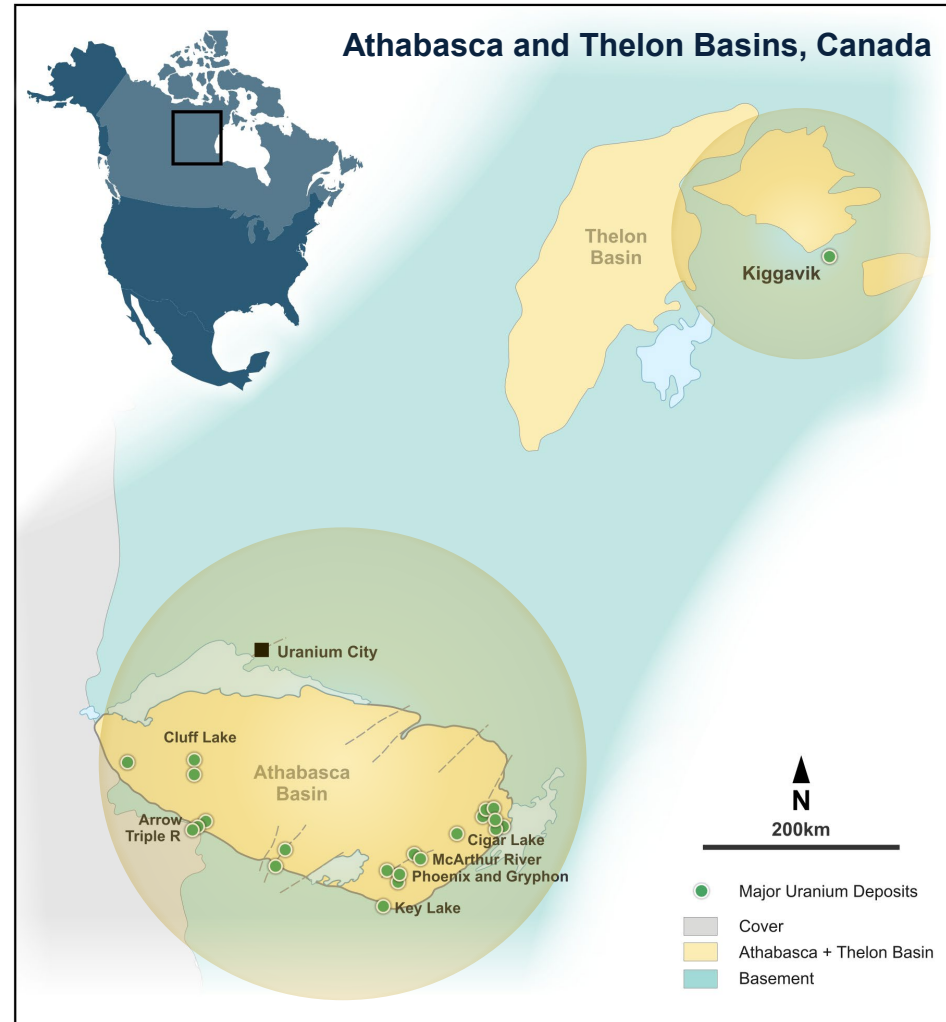 Athabasca and Thelon Basins, Canada
Thelon
Basin
Kiggavik
Uranium City
Cluff Lake
Athabasca
Basin
Arrow
Triple R
Cigar Lake
McArthur River
Phoenix and Gryphon
Key Lake
N
200km
Major Uranium Deposits
Cover
Athabasca + Thelon Basin
Basement